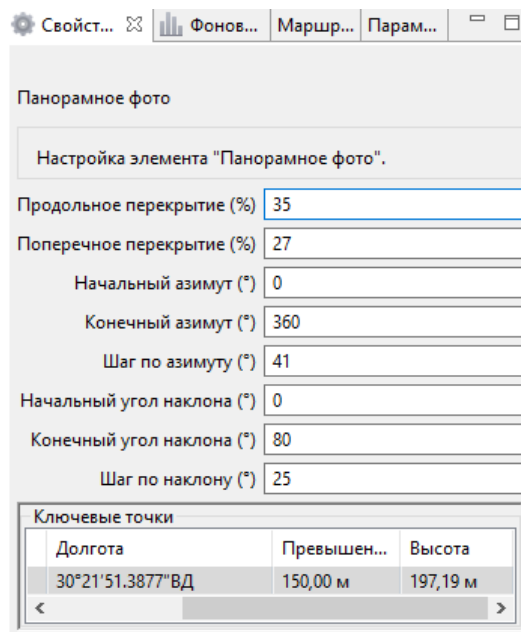 Свойст... Фонов... Маршр... Парам...
Панорамное фото
Настройка элемента "Панорамное фото".
Продольное перекрытие (%) 35
Поперечное перекрытие (%) 27
Начальный азимут (°) 0
Конечный азимут (°) 360
Шаг по азимуту (°) 41
Начальный угол наклона (°) 0
Конечный угол наклона (°) 80
Шаг по наклону (°) 25
Ключевые точки
Долгота Превышен... Высота
30°21'51.3877"ВД 150,00 м 197,19 м